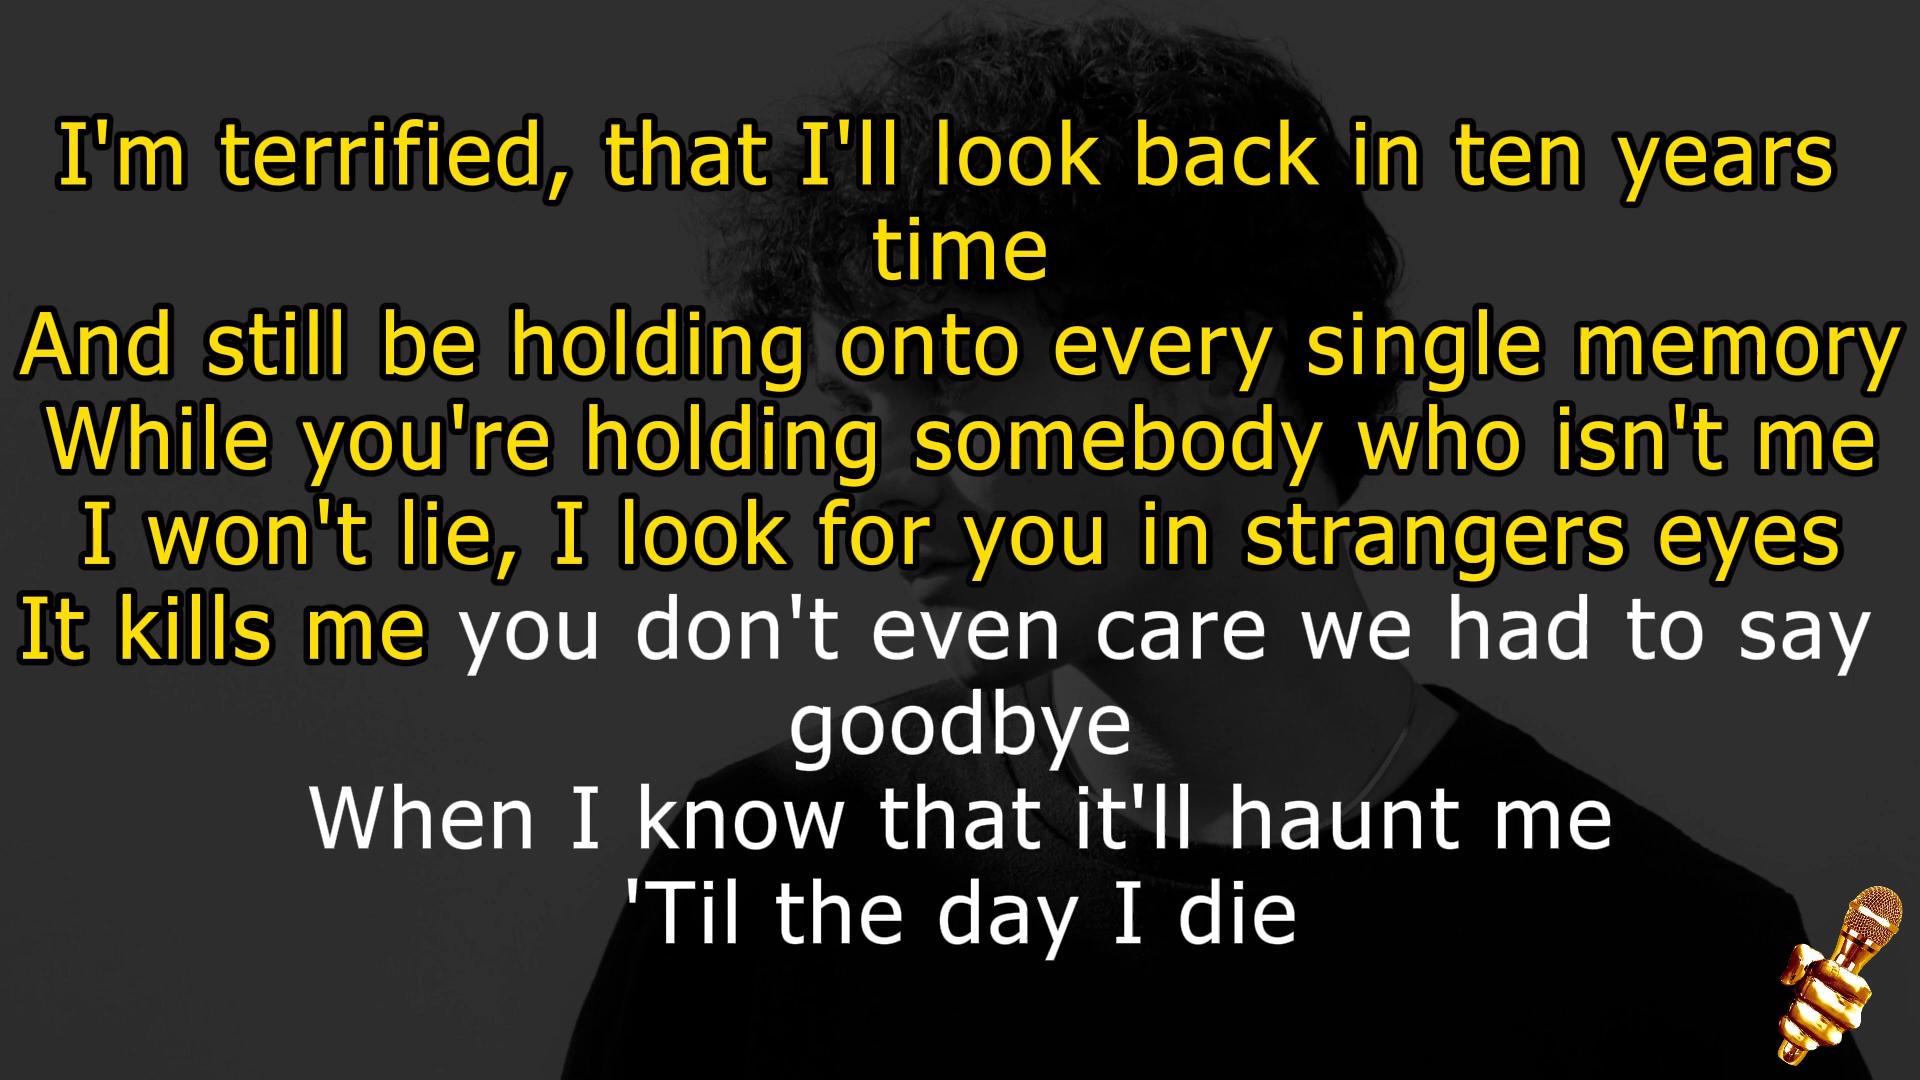 I'm terrified, that I'll look back in ten years
time
And still be holding onto every single memory
While you're holding somebody who isn't me
I won't lie, I look for you in strangers eyes
It kills me you don't even care we had to say
goodbye
When I know that it'll haunt me
'Til the day I die